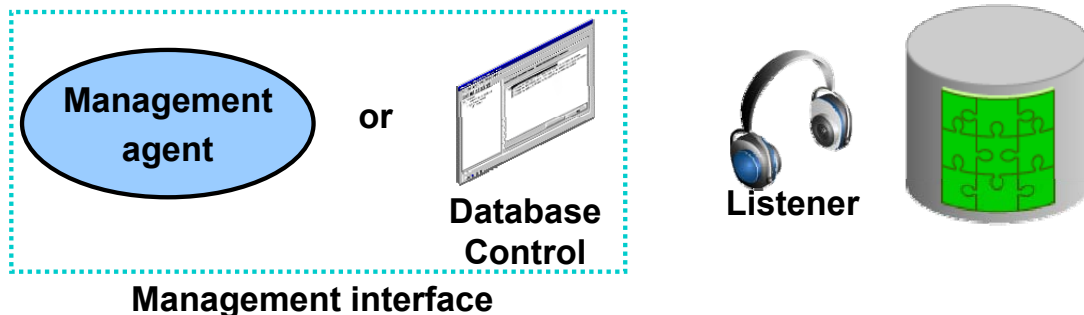 Management
agent
or
Database
Control
Listener
Management interface